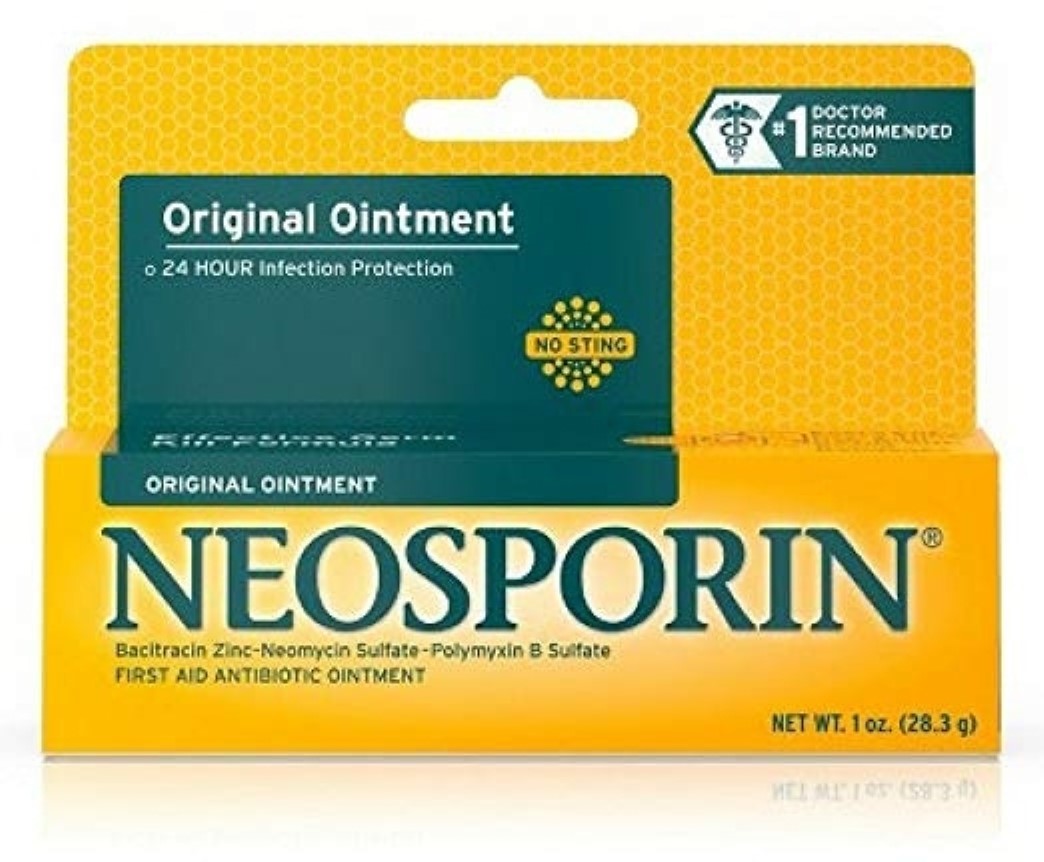 #1 DOCTOR
RECOMMENDED
BRAND
Original Ointment
o 24 HOUR Infection Protection
NO STING
ORIGINAL OINTMENT
NEOSPORIN®
Bacitracin Zinc-Neomycin Sulfate-Polymyxin B Sulfate
FIRST AID ANTIBIOTIC OINTMENT
NET WT. 1 oz. (28.3 g)